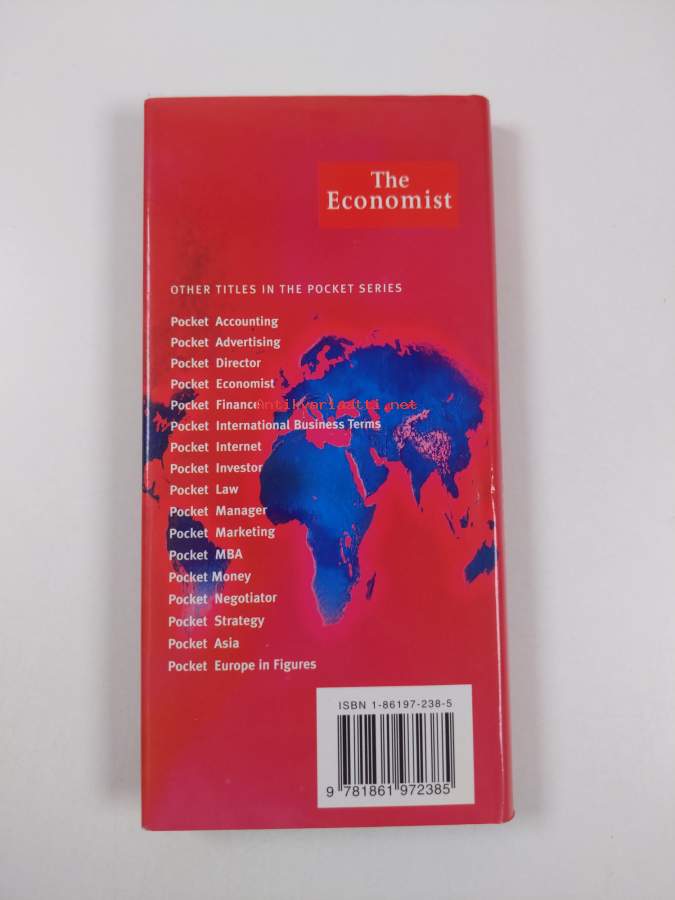 The
Economist
OTHER TITLES IN THE POCKET SERIES
Pocket Accounting
Pocket Advertising
Pocket Director
Pocket Economist
Pocket Finance
antikvariaatti.net
Pocket International Business Terms
Pocket Internet
Pocket Investor
Pocket Law
Pocket Manager
Pocket Marketing
Pocket MBA
Pocket Money
Pocket Negotiator
Pocket Strategy
Pocket Asia
Pocket Europe in Figures
ISBN 1-86197-238-5
9 781861 972385